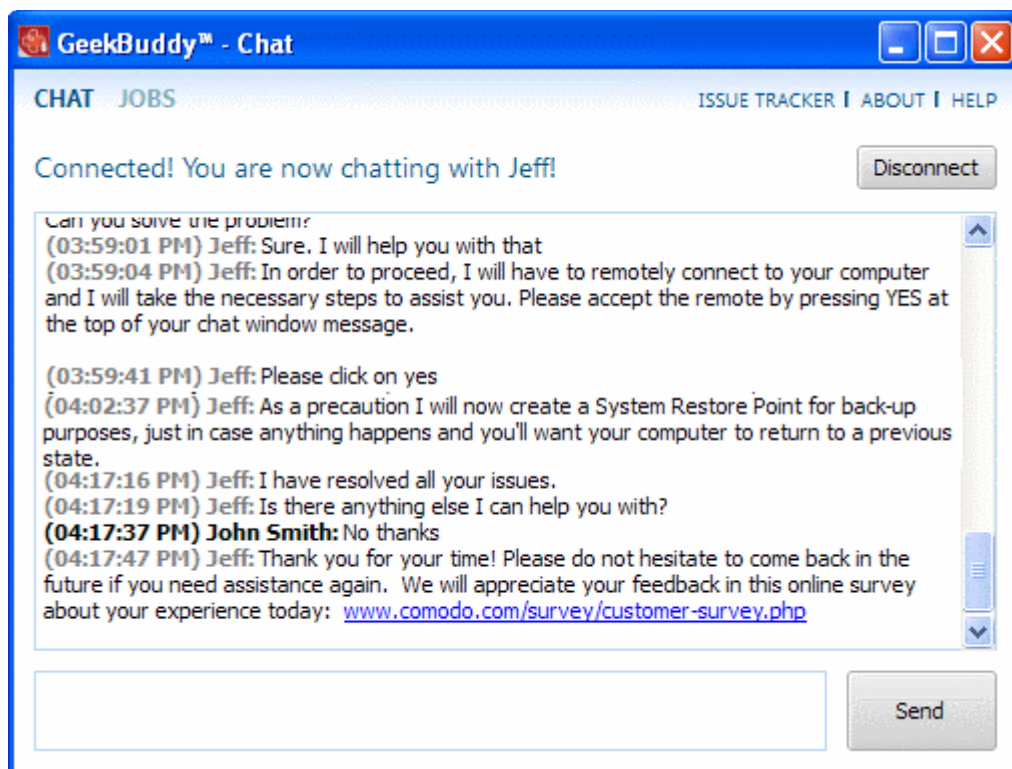 GeekBuddy™ - Chat
CHAT JOBS
ISSUE TRACKER | ABOUT | HELP
Connected! You are now chatting with Jeff!
Disconnect
Can you solve the problem?
(03:59:01 PM) Jeff: Sure. I will help you with that
(03:59:04 PM) Jeff: In order to proceed, I will have to remotely connect to your computer
and I will take the necessary steps to assist you. Please accept the remote by pressing YES at
the top of your chat window message.
(03:59:41 PM) Jeff: Please click on yes
(04:02:37 PM) Jeff: As a precaution I will now create a System Restore Point for back-up
purposes, just in case anything happens and you'll want your computer to return to a previous
state.
(04:17:16 PM) Jeff: I have resolved all your issues.
(04:17:19 PM) Jeff: Is there anything else I can help you with?
(04:17:37 PM) John Smith: No thanks
(04:17:47 PM) Jeff: Thank you for your time! Please do not hesitate to come back in the
future if you need assistance again.  We will appreciate your feedback in this online survey
about your experience today:  www.comodo.com/survey/customer-survey.php
Send